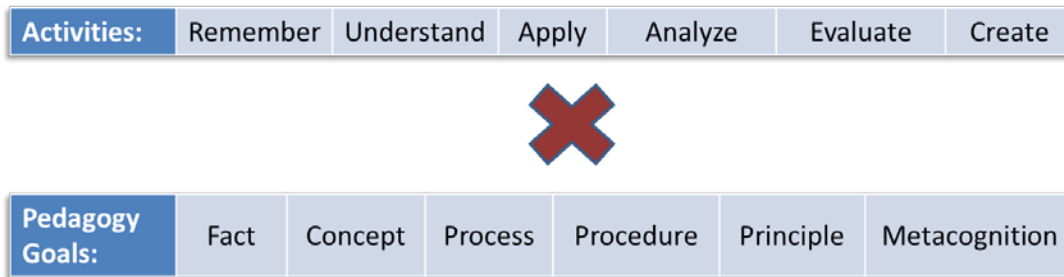 Activities: Remember Understand Apply Analyze Evaluate Create
Pedagogy
Goals: Fact Concept Process Procedure Principle Metacognition